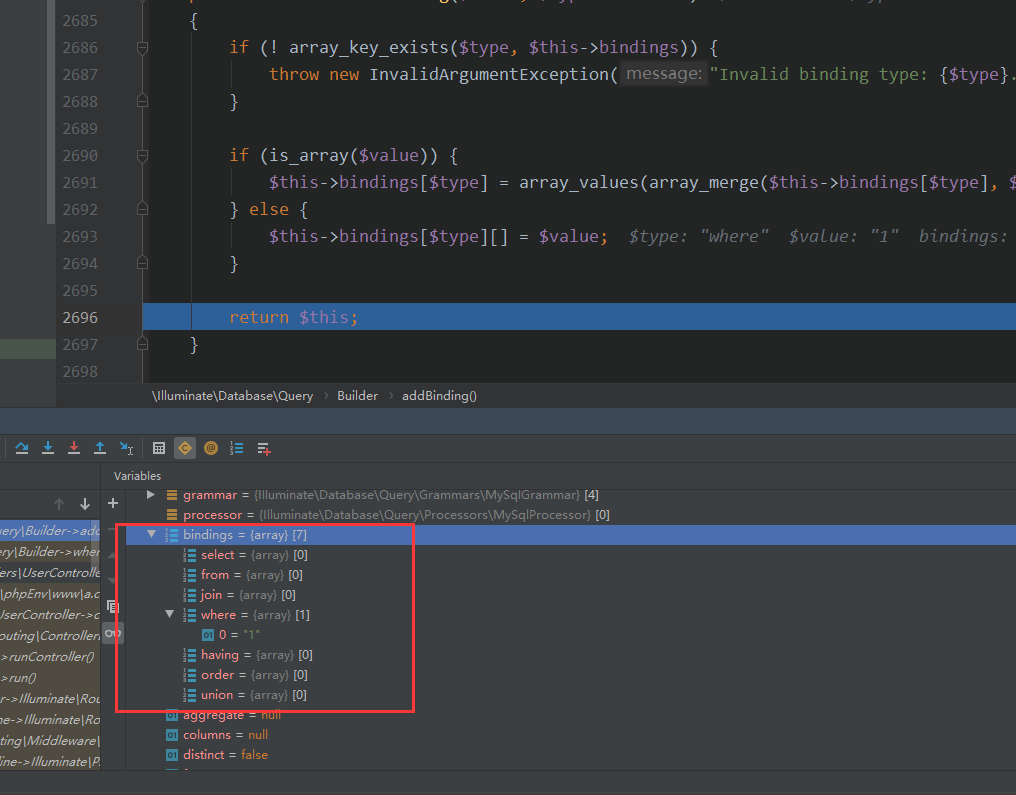 2685 {
2686 if (! array_key_exists($type, $this->bindings)) {
2687 throw new InvalidArgumentException( message: "Invalid binding type: {$type}.
2688 }
2689
2690 if (is_array($value)) {
2691 $this->bindings[$type] = array_values(array_merge($this->bindings[$type], $
2692 } else {
2693 $this->bindings[$type][] = $value; $type: "where" $value: "1" bindings:
2694 }
2695
2696 return $this;
2697 }
2698
\Illuminate\Database\Query › Builder › addBinding()
Variables
grammar = {Illuminate\Database\Query\Grammars\MySqlGrammar} [4]
processor = {Illuminate\Database\Query\Processors\MySqlProcessor} [0]
uery\Builder->add
bindings = {array} [7]
ery\Builder->wher
select = {array} [0]
ers\UserControlle
from = {array} [0]
\phpEnv\www\a.c
join = {array} [0]
UserController->c
where = {array} [1]
outing\Controller
0 = "1"
>runController()
having = {array} [0]
>run()
order = {array} [0]
r->Illuminate\Rou
union = {array} [0]
ne->Illuminate\Ro
aggregate = null
ting\Middleware\
columns = null
line->Illuminate\P
distinct = false